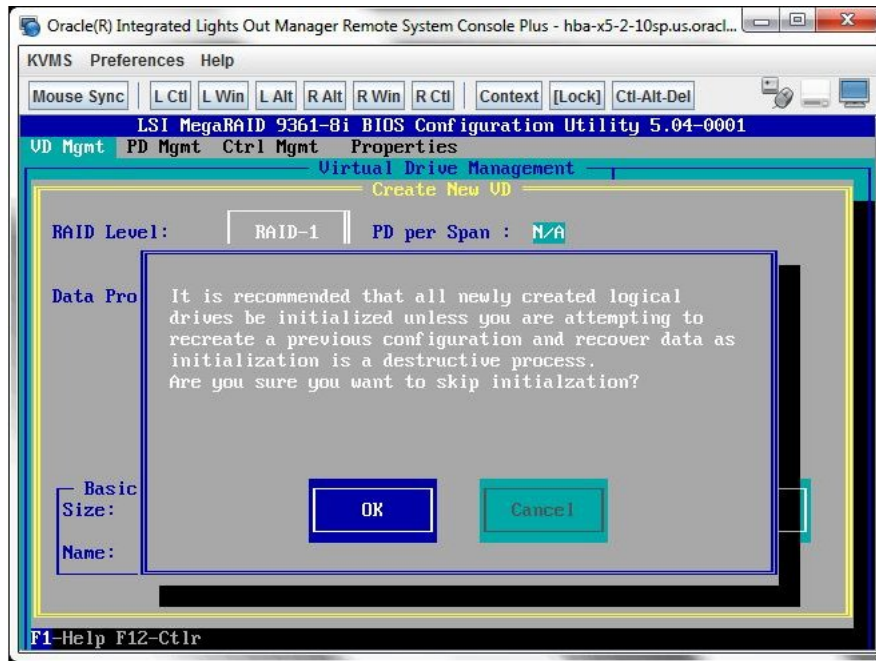 Oracle(R) Integrated Lights Out Manager Remote System Console Plus - hba-x5-2-10sp.us.oracl...
KVMS Preferences Help
Mouse Sync L Ctl L Win L Alt R Alt R Win R Ctl Context [Lock] Ctl-Alt-Del
LSI MegaRAID 9361-8i BIOS Configuration Utility 5.04-0001
VD Mgmt PD Mgmt Ctrl Mgmt Properties
Virtual Drive Management
Create New VD
RAID Level: RAID-1 PD per Span : N/A
Data Pro
It is recommended that all newly created logical
drives be initialized unless you are attempting to
recreate a previous configuration and recover data as
initialization is a destructive process.
Are you sure you want to skip initialzation?
Basic
Size:
OK Cancel
Name:
F1-Help F12-Ctlr